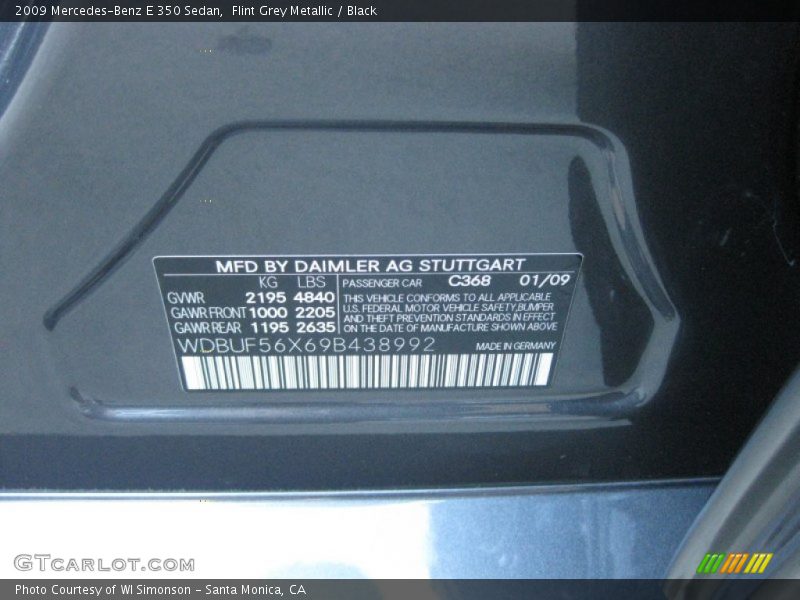 2009 Mercedes-Benz E 350 Sedan,  Flint Grey Metallic / Black
MFD BY DAIMLER AG STUTTGART
KG LBS PASSENGER CAR C368 01/09
GVWR 2195 4840 THIS VEHICLE CONFORMS TO ALL APPLICABLE
GAWR FRONT 1000 2205 U.S. FEDERAL MOTOR VEHICLE SAFETY, BUMPER
AND THEFT PREVENTION STANDARDS IN EFFECT
GAWR REAR 1195 2635 ON THE DATE OF MANUFACTURE SHOWN ABOVE
WDBUF56X69B438992 MADE IN GERMANY
GTCARLOT.COM
Photo Courtesy of WI Simonson - Santa Monica, CA